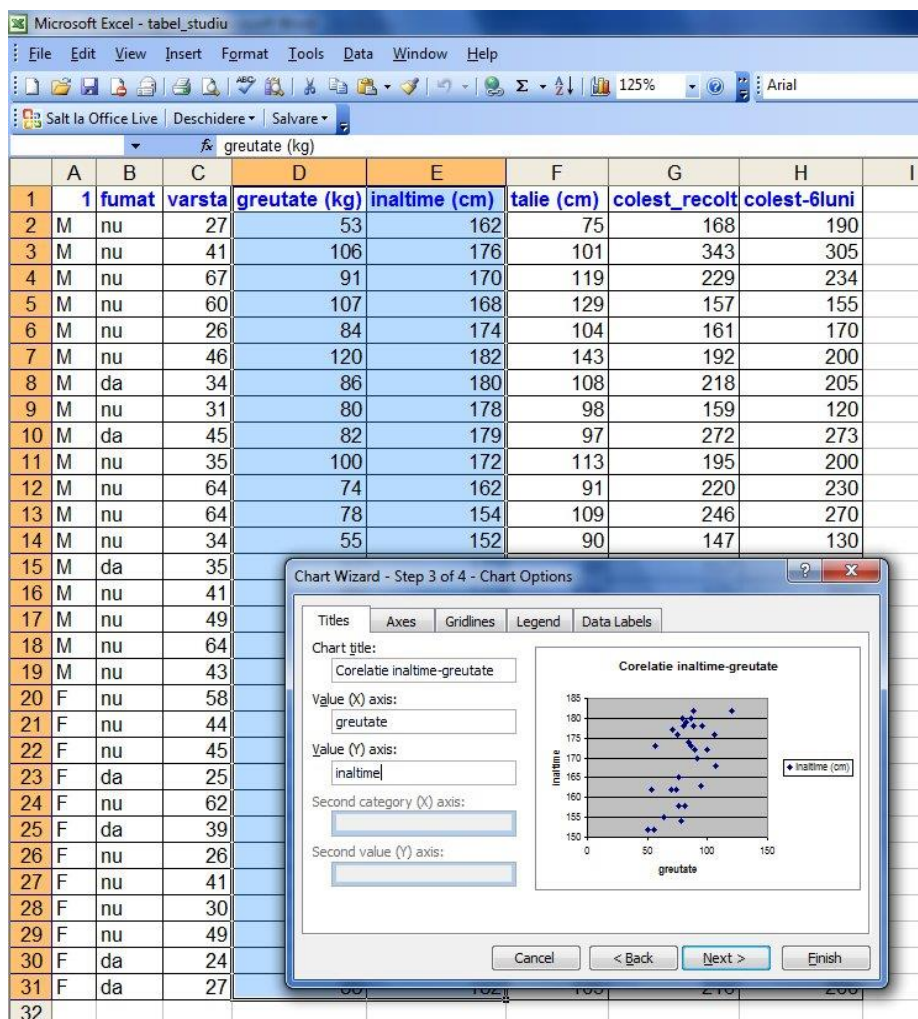 Microsoft Excel - tabel_studiu
File Edit View Insert Format Tools Data Window Help
125% Arial
Salt la Office Live Deschidere Salvare
fx greutate (kg)
A B C D E F G H I
1 1 fumat varsta greutate (kg) inaltime (cm) talie (cm) colest_recolt colest-6luni
2 M nu 27 53 162 75 168 190
3 M nu 41 106 176 101 343 305
4 M nu 67 91 170 119 229 234
5 M nu 60 107 168 129 157 155
6 M nu 26 84 174 104 161 170
7 M nu 46 120 182 143 192 200
8 M da 34 86 180 108 218 205
9 M nu 31 80 178 98 159 120
10 M da 45 82 179 97 272 273
11 M nu 35 100 172 113 195 200
12 M nu 64 74 162 91 220 230
13 M nu 64 78 154 109 246 270
14 M nu 34 55 152 90 147 130
15 M da 35
16 M nu 41
17 M nu 49
18 M nu 64
19 M nu 43
20 F nu 58
21 F nu 44
22 F nu 45
23 F da 25
24 F nu 62
25 F da 39
26 F nu 26
27 F nu 41
28 F nu 30
29 F nu 49
30 F da 24
31 F da 27
32
Chart Wizard - Step 3 of 4 - Chart Options
Titles Axes Gridlines Legend Data Labels
Chart title:
Corelatie inaltime-greutate
Value (X) axis:
greutate
Value (Y) axis:
inaltime
Second category (X) axis:
Second value (Y) axis:
Corelatie inaltime-greutate
185
180
175
170
165
160
155
150
0 50 100 150
inaltime
greutate
inaltime (cm)
Cancel < Back Next > Finish